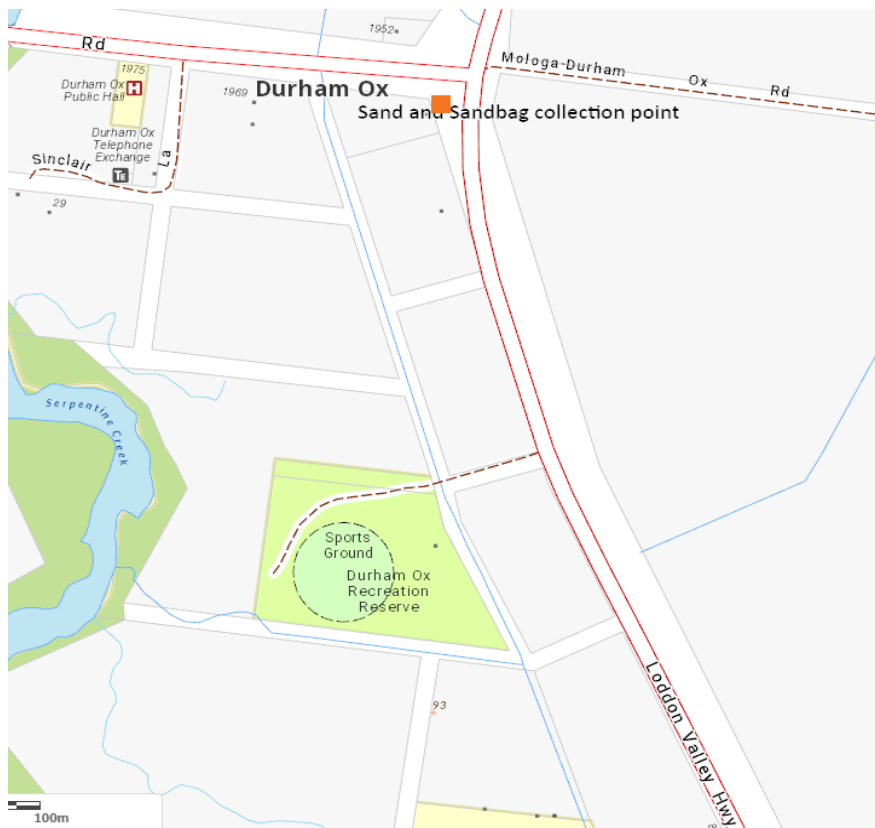 1952
Rd
Mologa-Durham Ox Rd
1975
Durham Ox
Public Hall
H
1969
Durham Ox
Sand and Sandbag collection point
Durham Ox
Telephone
Exchange
TE
Sinclair La
29
Serpentine Creek
Sports
Ground
Durham Ox
Recreation
Reserve
Loddon Valley Hwy
93
100m